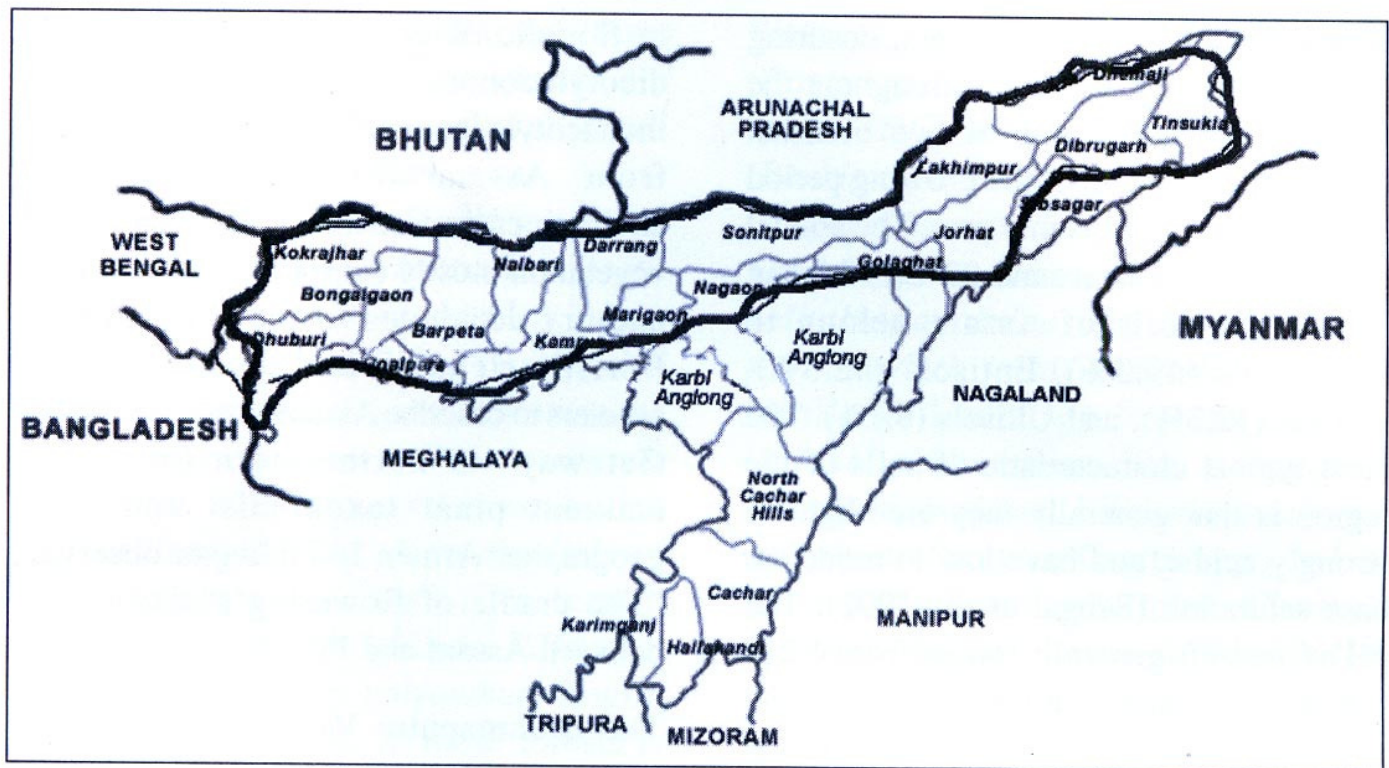 BHUTAN
ARUNACHAL
PRADESH
Dhemaji
Tinsukia
Dibrugarh
Lakhimpur
Sibsagar
WEST
BENGAL
Kokrajhar
Nalbari
Darrang
Sonitpur
Jorhat
Golaghat
Bongaigaon
Nagaon
Marigaon
Dhuburi
Barpeta
Goalpara
Karbi
Anglong
MYANMAR
Karbi
Anglong
NAGALAND
BANGLADESH
MEGHALAYA
North
Cachar
Hills
Cachar
Karimganj
Hailakandi
MANIPUR
TRIPURA
MIZORAM